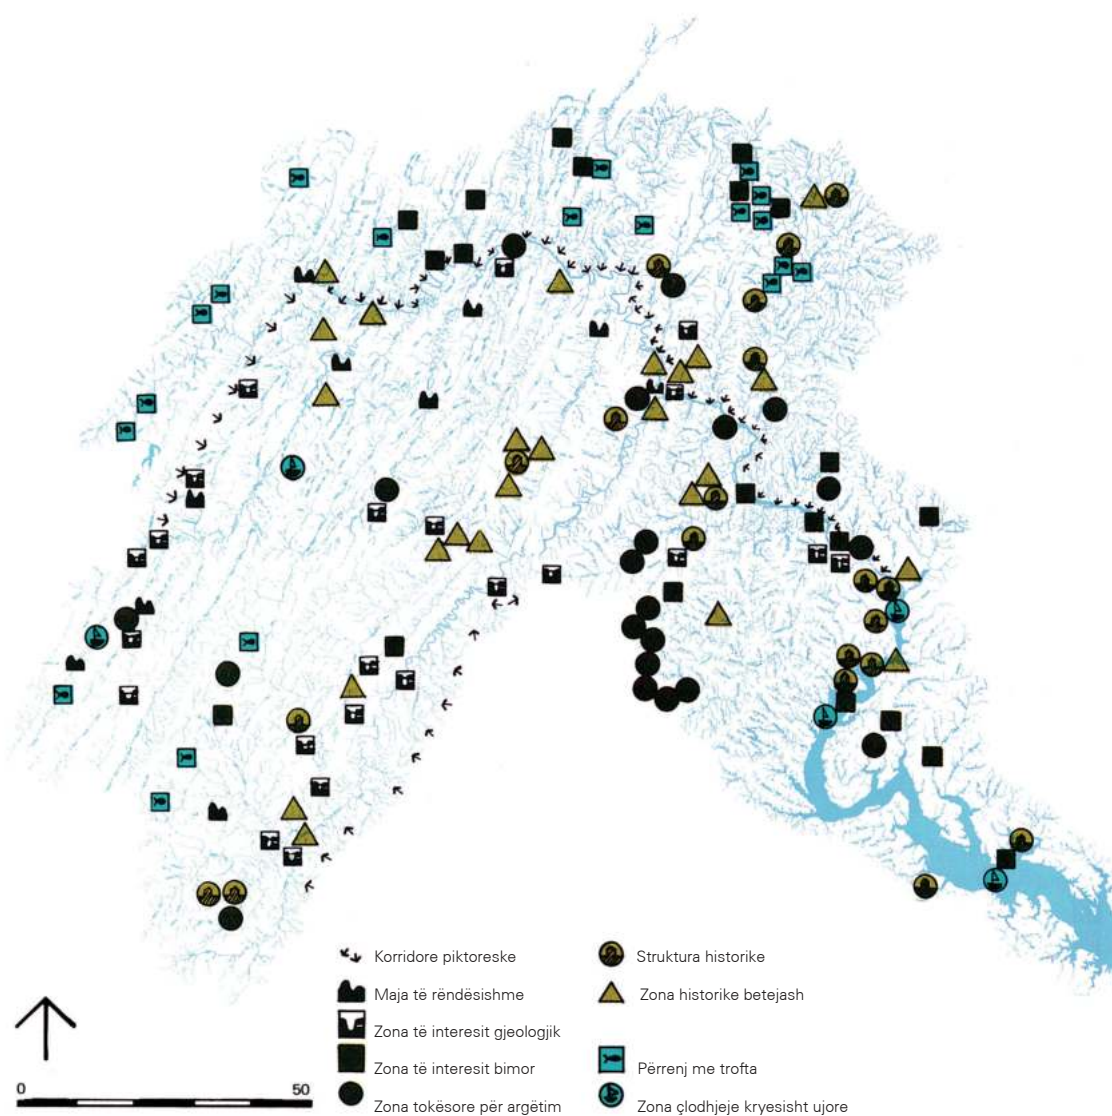 Korridore piktoreske
Maja të rëndësishme
Zona të interesit gjeologjik
Zona të interesit bimor
Zona tokësore për argëtim
Struktura historike
Zona historike betejash
Përrenj me trofta
Zona çlodhjeje kryesisht ujore
0 50